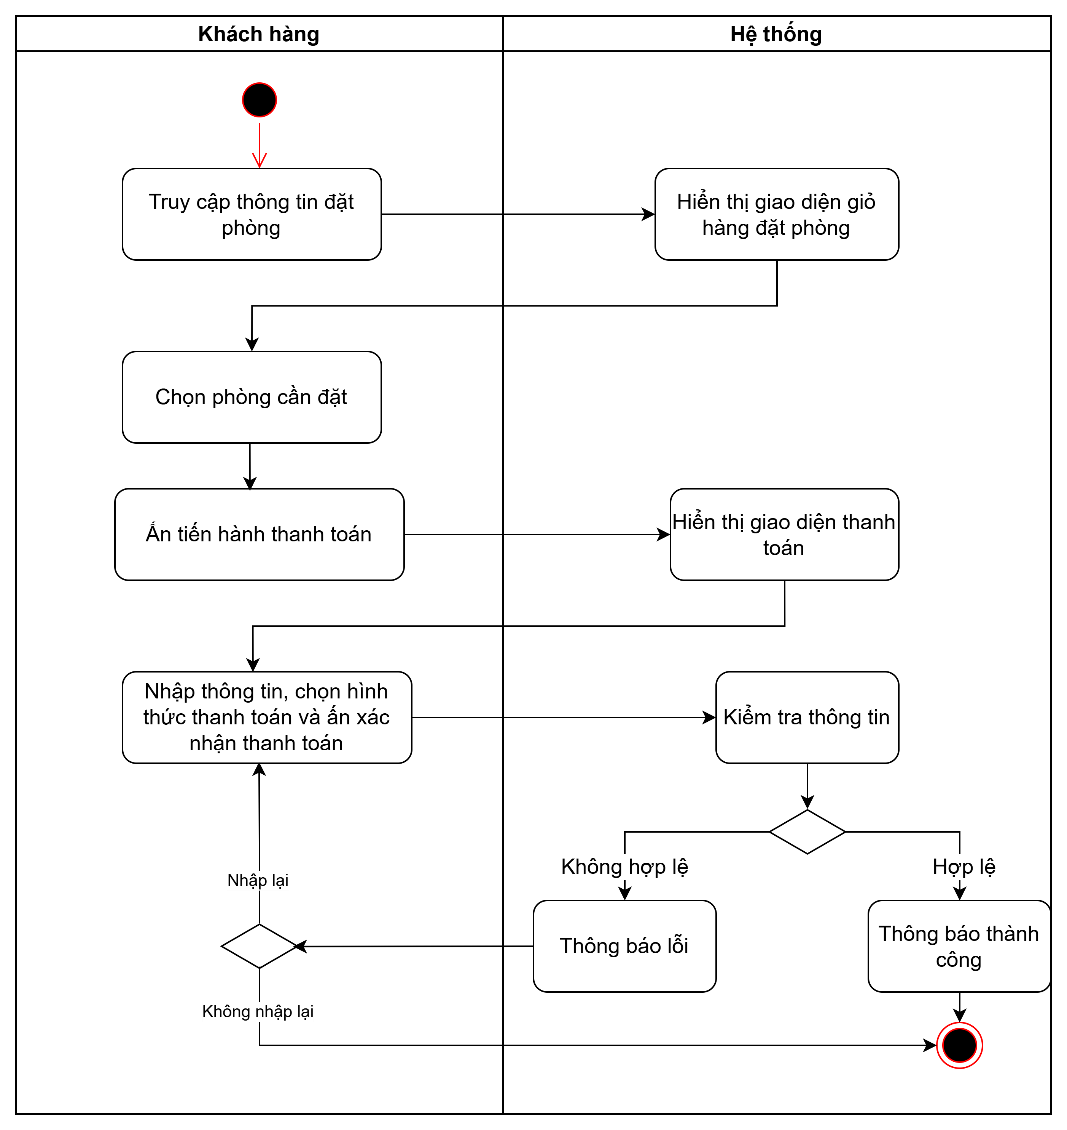 Khách hàng
Hệ thống
Truy cập thông tin đặt
phòng
Hiển thị giao diện giỏ
hàng đặt phòng
Chọn phòng cần đặt
Ấn tiến hành thanh toán
Hiển thị giao diện thanh
toán
Nhập thông tin, chọn hình
thức thanh toán và ấn xác
nhận thanh toán
Kiểm tra thông tin
Không hợp lệ
Hợp lệ
Nhập lại
Thông báo lỗi
Thông báo thành
công
Không nhập lại